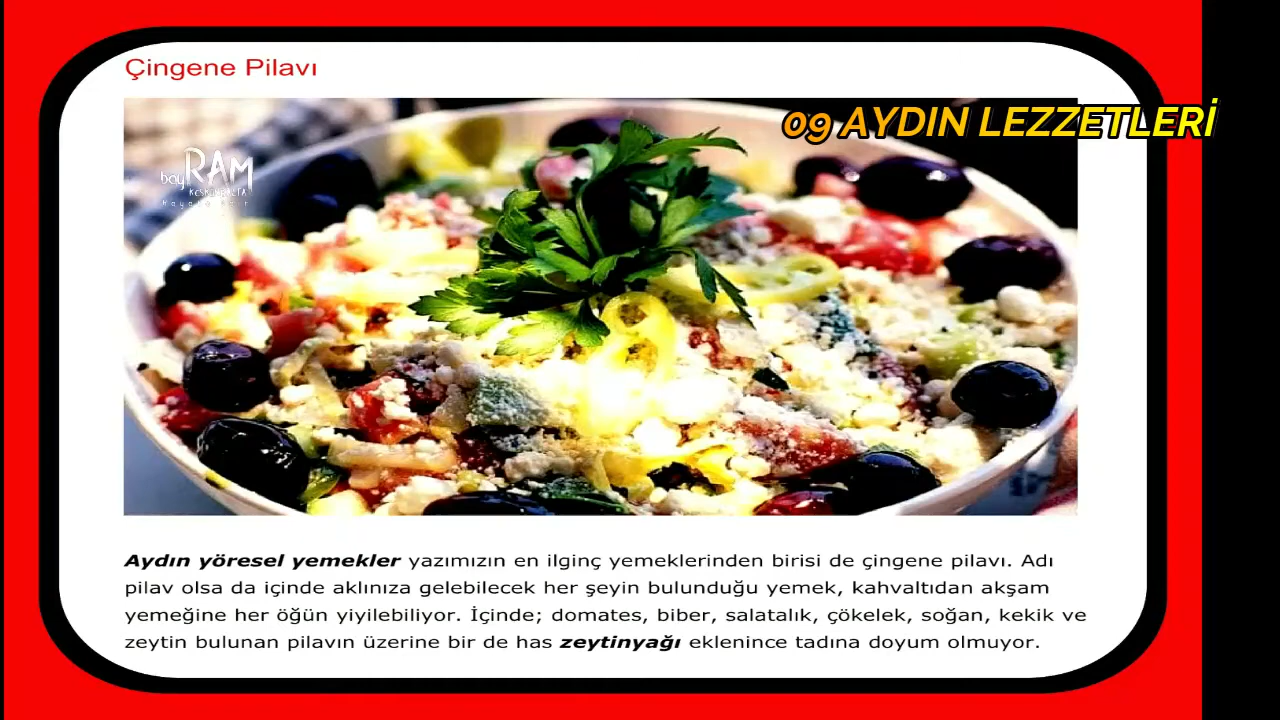 Çingene Pilavı
09 AYDIN LEZZETLERİ
bay RAM
Aydın yöresel yemekler yazımızın en ilginç yemeklerinden birisi de çingene pilavı. Adı
pilav olsa da içinde aklınıza gelebilecek her şeyin bulunduğu yemek, kahvaltıdan akşam
yemeğine her öğün yiyilebiliyor. İçinde; domates, biber, salatalık, çökelek, soğan, kekik ve
zeytin bulunan pilavın üzerine bir de has zeytinyağı eklenince tadına doyum olmuyor.